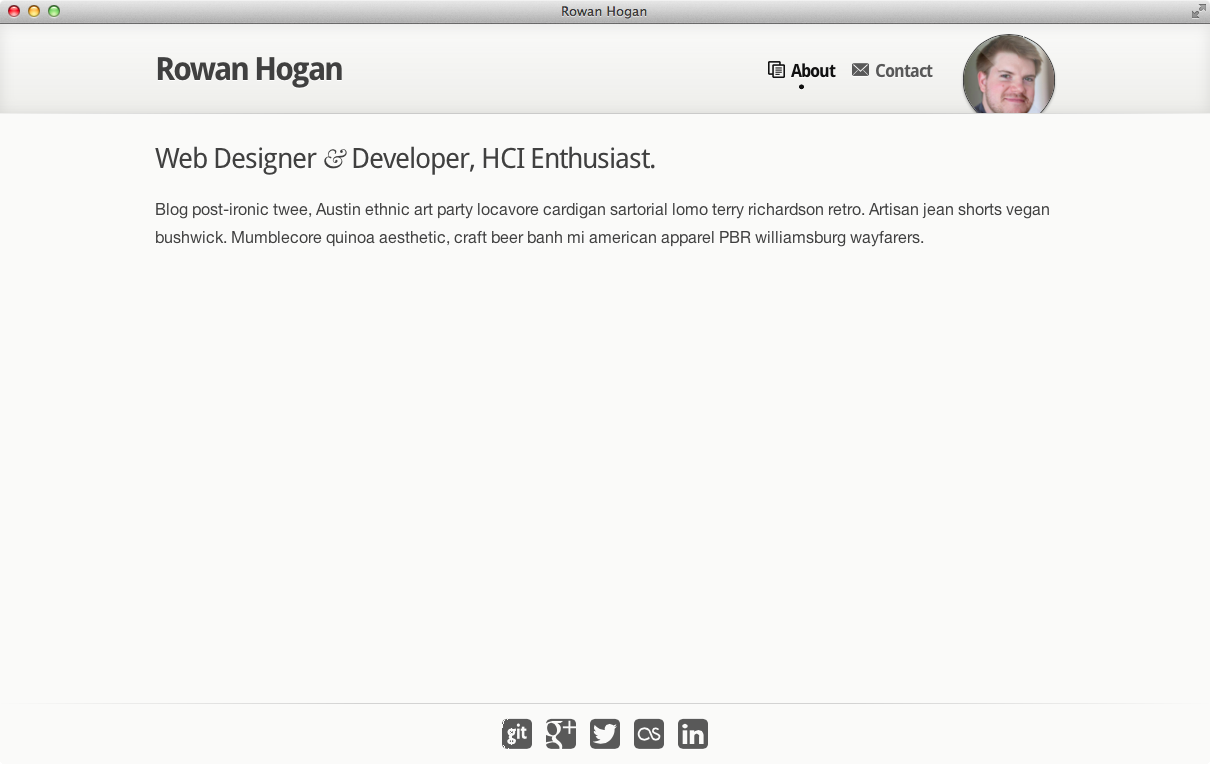 Rowan Hogan
Rowan Hogan
About
Contact
Web Designer & Developer, HCI Enthusiast.
Blog post-ironic twee, Austin ethnic art party locavore cardigan sartorial lomo terry richardson retro. Artisan jean shorts vegan
bushwick. Mumblecore quinoa aesthetic, craft beer banh mi american apparel PBR williamsburg wayfarers.
git g+ as in